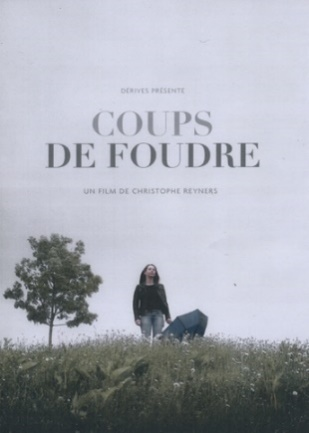 DÉRIVES PRÉSENTE
COUPS
DE FOUDRE
UN FILM DE CHRISTOPHE REYNERS